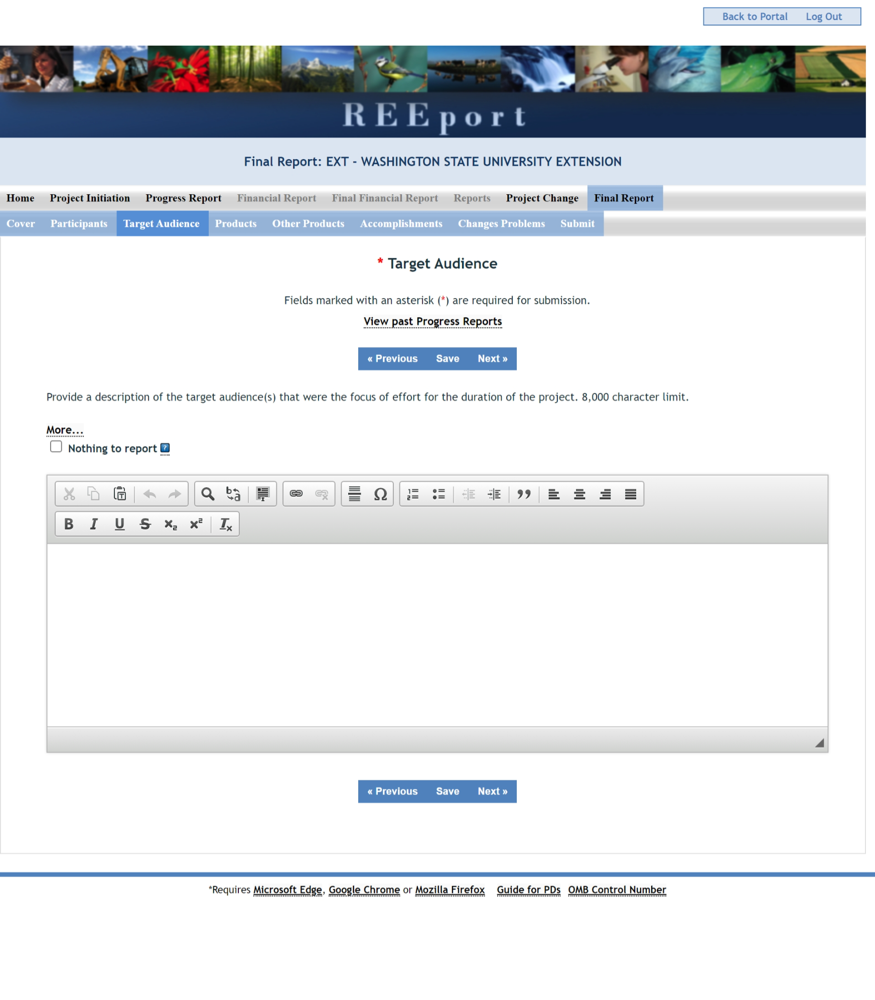 Back to Portal Log Out
REEport
Final Report: EXT - WASHINGTON STATE UNIVERSITY EXTENSION
Home Project Initiation Progress Report Financial Report Final Financial Report Reports Project Change Final Report
Cover Participants Target Audience Products Other Products Accomplishments Changes Problems Submit
* Target Audience
Fields marked with an asterisk (*) are required for submission.
View past Progress Reports
« Previous Save Next »
Provide a description of the target audience(s) that were the focus of effort for the duration of the project. 8,000 character limit.
More...
Nothing to report ?
« Previous Save Next »
*Requires Microsoft Edge, Google Chrome or Mozilla Firefox Guide for PDs OMB Control Number